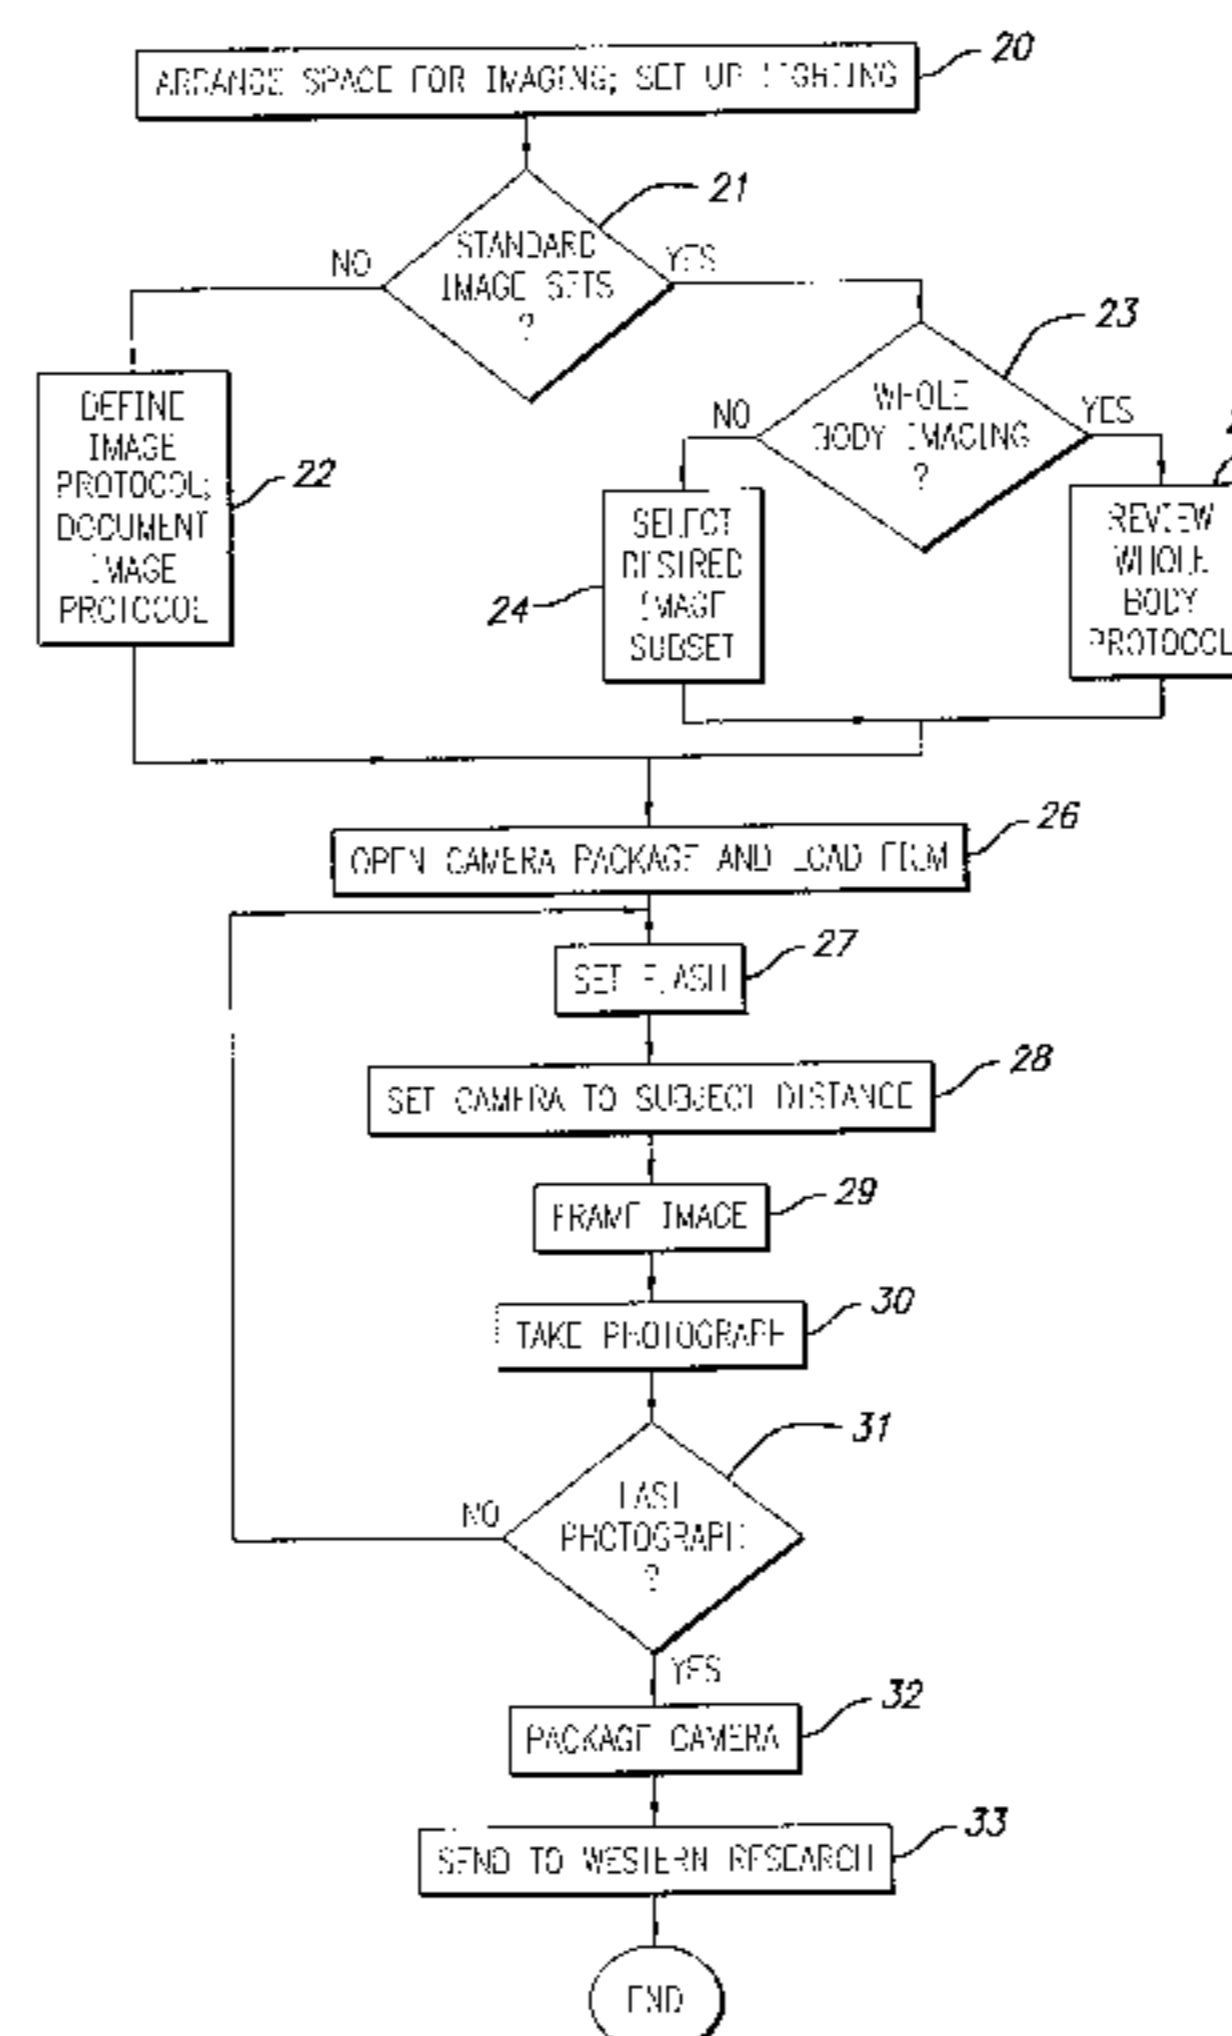 ARRANGE SPACE FOR IMAGING; SET UP LIGHTING
20
21
STANDARD
IMAGE SETS
?
NO
YES
23
WHOLE
BODY IMAGING
?
NO
YES
DEFINE
IMAGE
PROTOCOL;
DOCUMENT
IMAGE
PROTOCOL
22
SELECT
DESIRED
IMAGE
SUBSET
24
REVIEW
WHOLE
BODY
PROTOCOL
OPEN CAMERA PACKAGE AND LOAD FILM
26
SET FLASH
27
SET CAMERA TO SUBJECT DISTANCE
28
FRAME IMAGE
29
TAKE PHOTOGRAPH
30
31
LAST
PHOTOGRAPH
?
NO
YES
PACKAGE CAMERA
32
SEND TO WESTERN RESEARCH
33
END